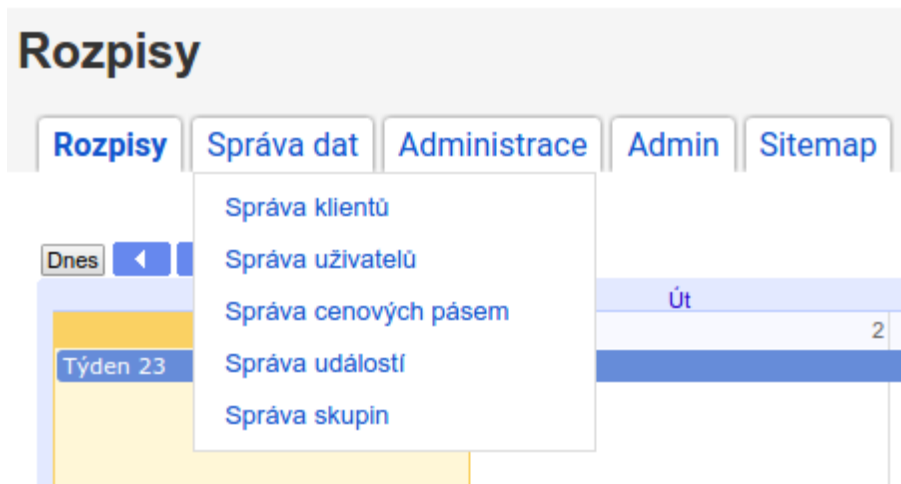 Rozpisy
Rozpisy Správa dat Administrace Admin Sitemap
Správa klientů
Správa uživatelů
Správa cenových pásem
Správa událostí
Správa skupin
Dnes
Út
2
Týden 23